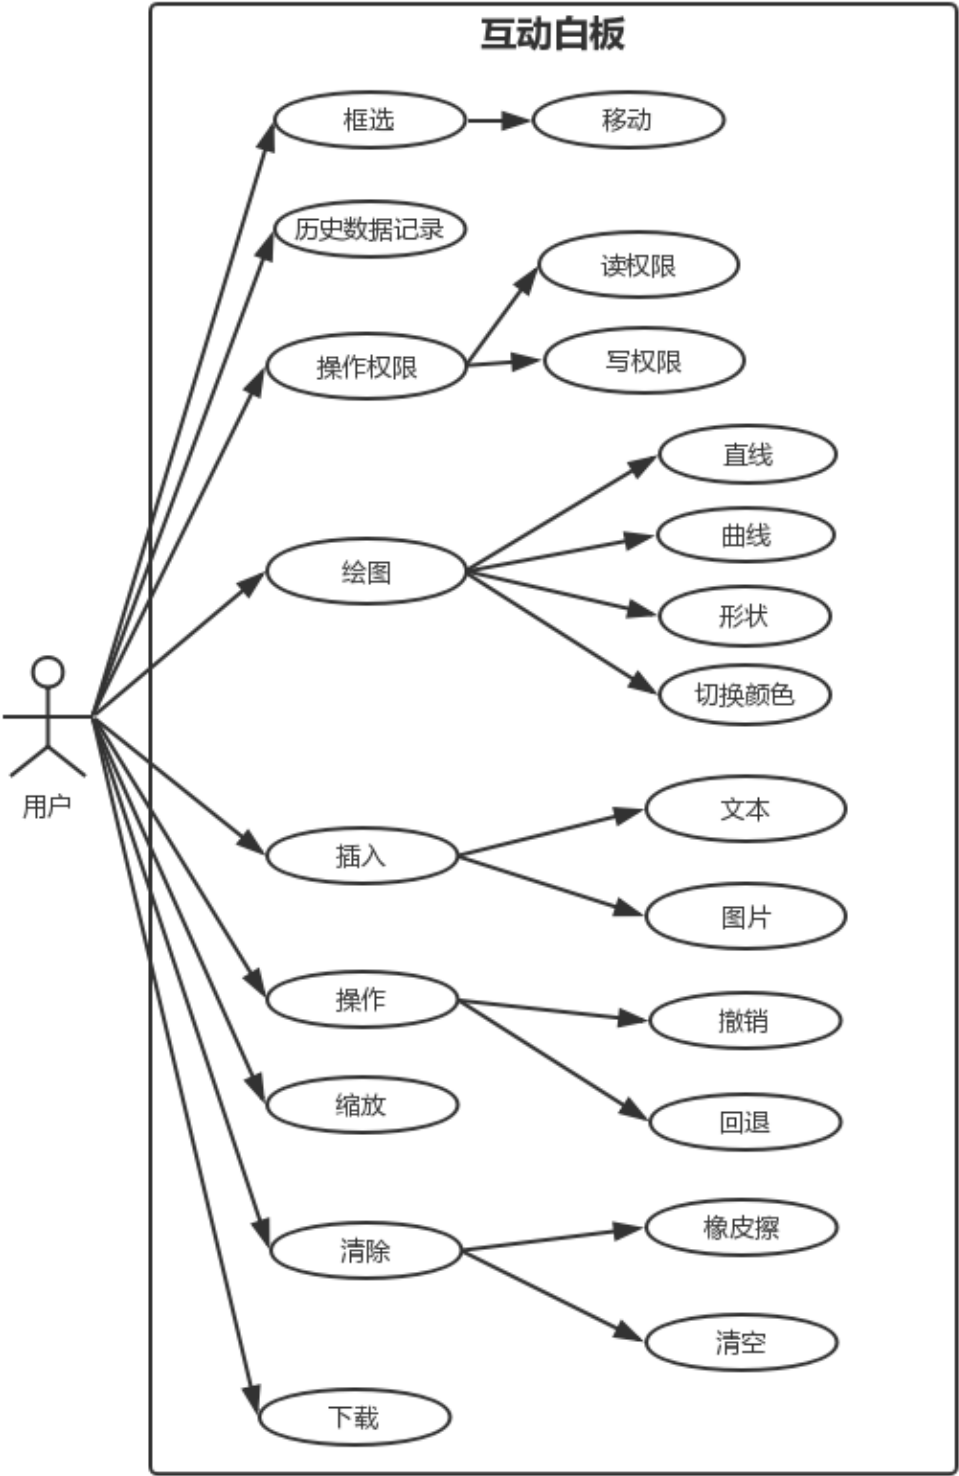 互动白板
框选
移动
历史数据记录
读权限
操作权限
写权限
直线
曲线
绘图
形状
切换颜色
用户
文本
插入
图片
操作
撤销
缩放
回退
清除
橡皮擦
清空
下载